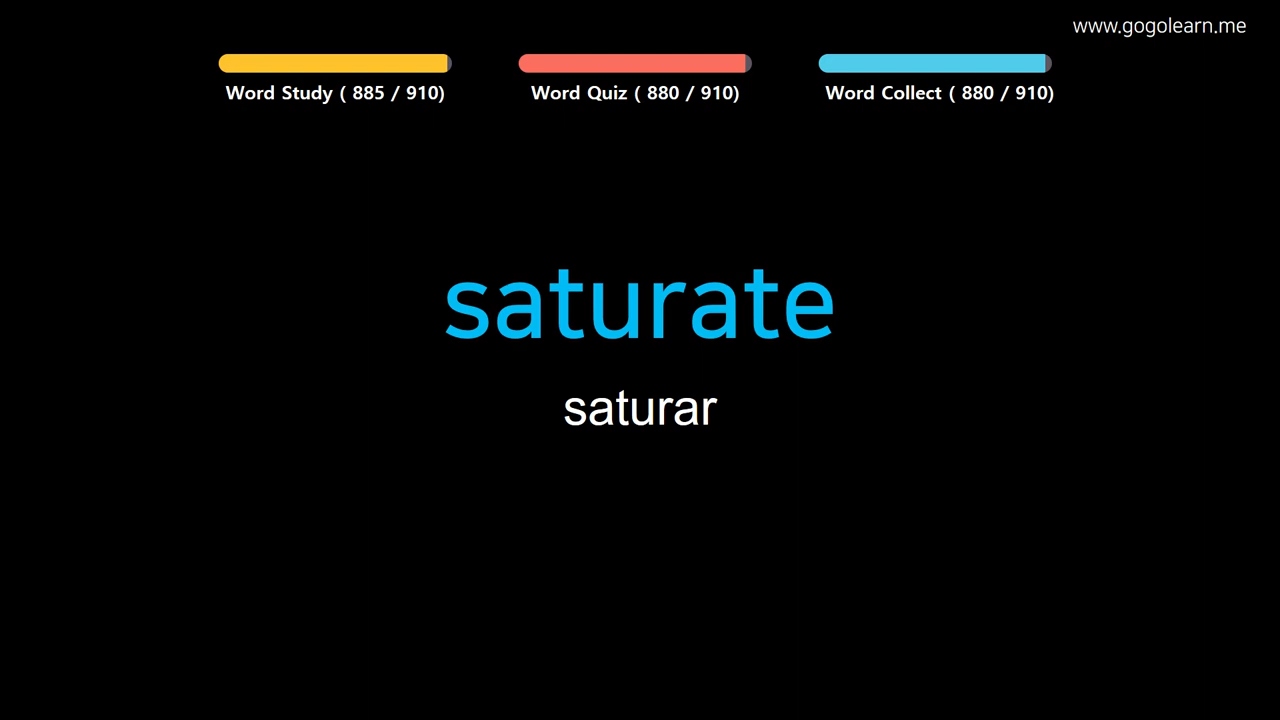 www.gogolearn.me
Word Study ( 885 / 910)
Word Quiz ( 880 / 910)
Word Collect ( 880 / 910)
saturate
saturar